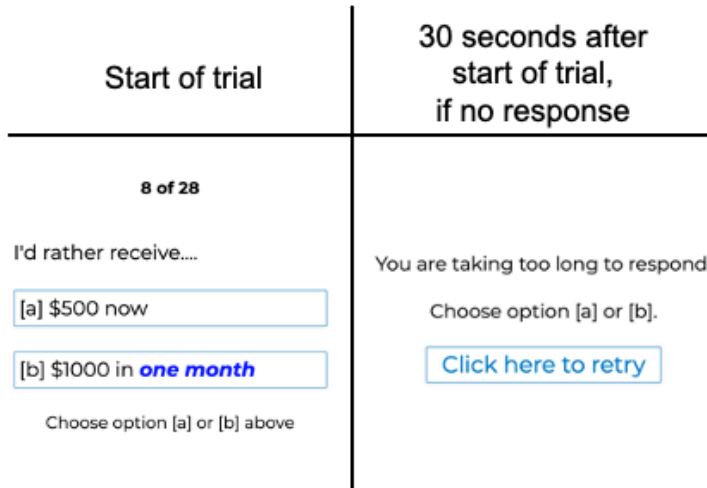 Start of trial
30 seconds after
start of trial,
if no response
8 of 28
I'd rather receive....
[a] $500 now
[b] $1000 in one month
Choose option [a] or [b] above
You are taking too long to respond
Choose option [a] or [b].
Click here to retry